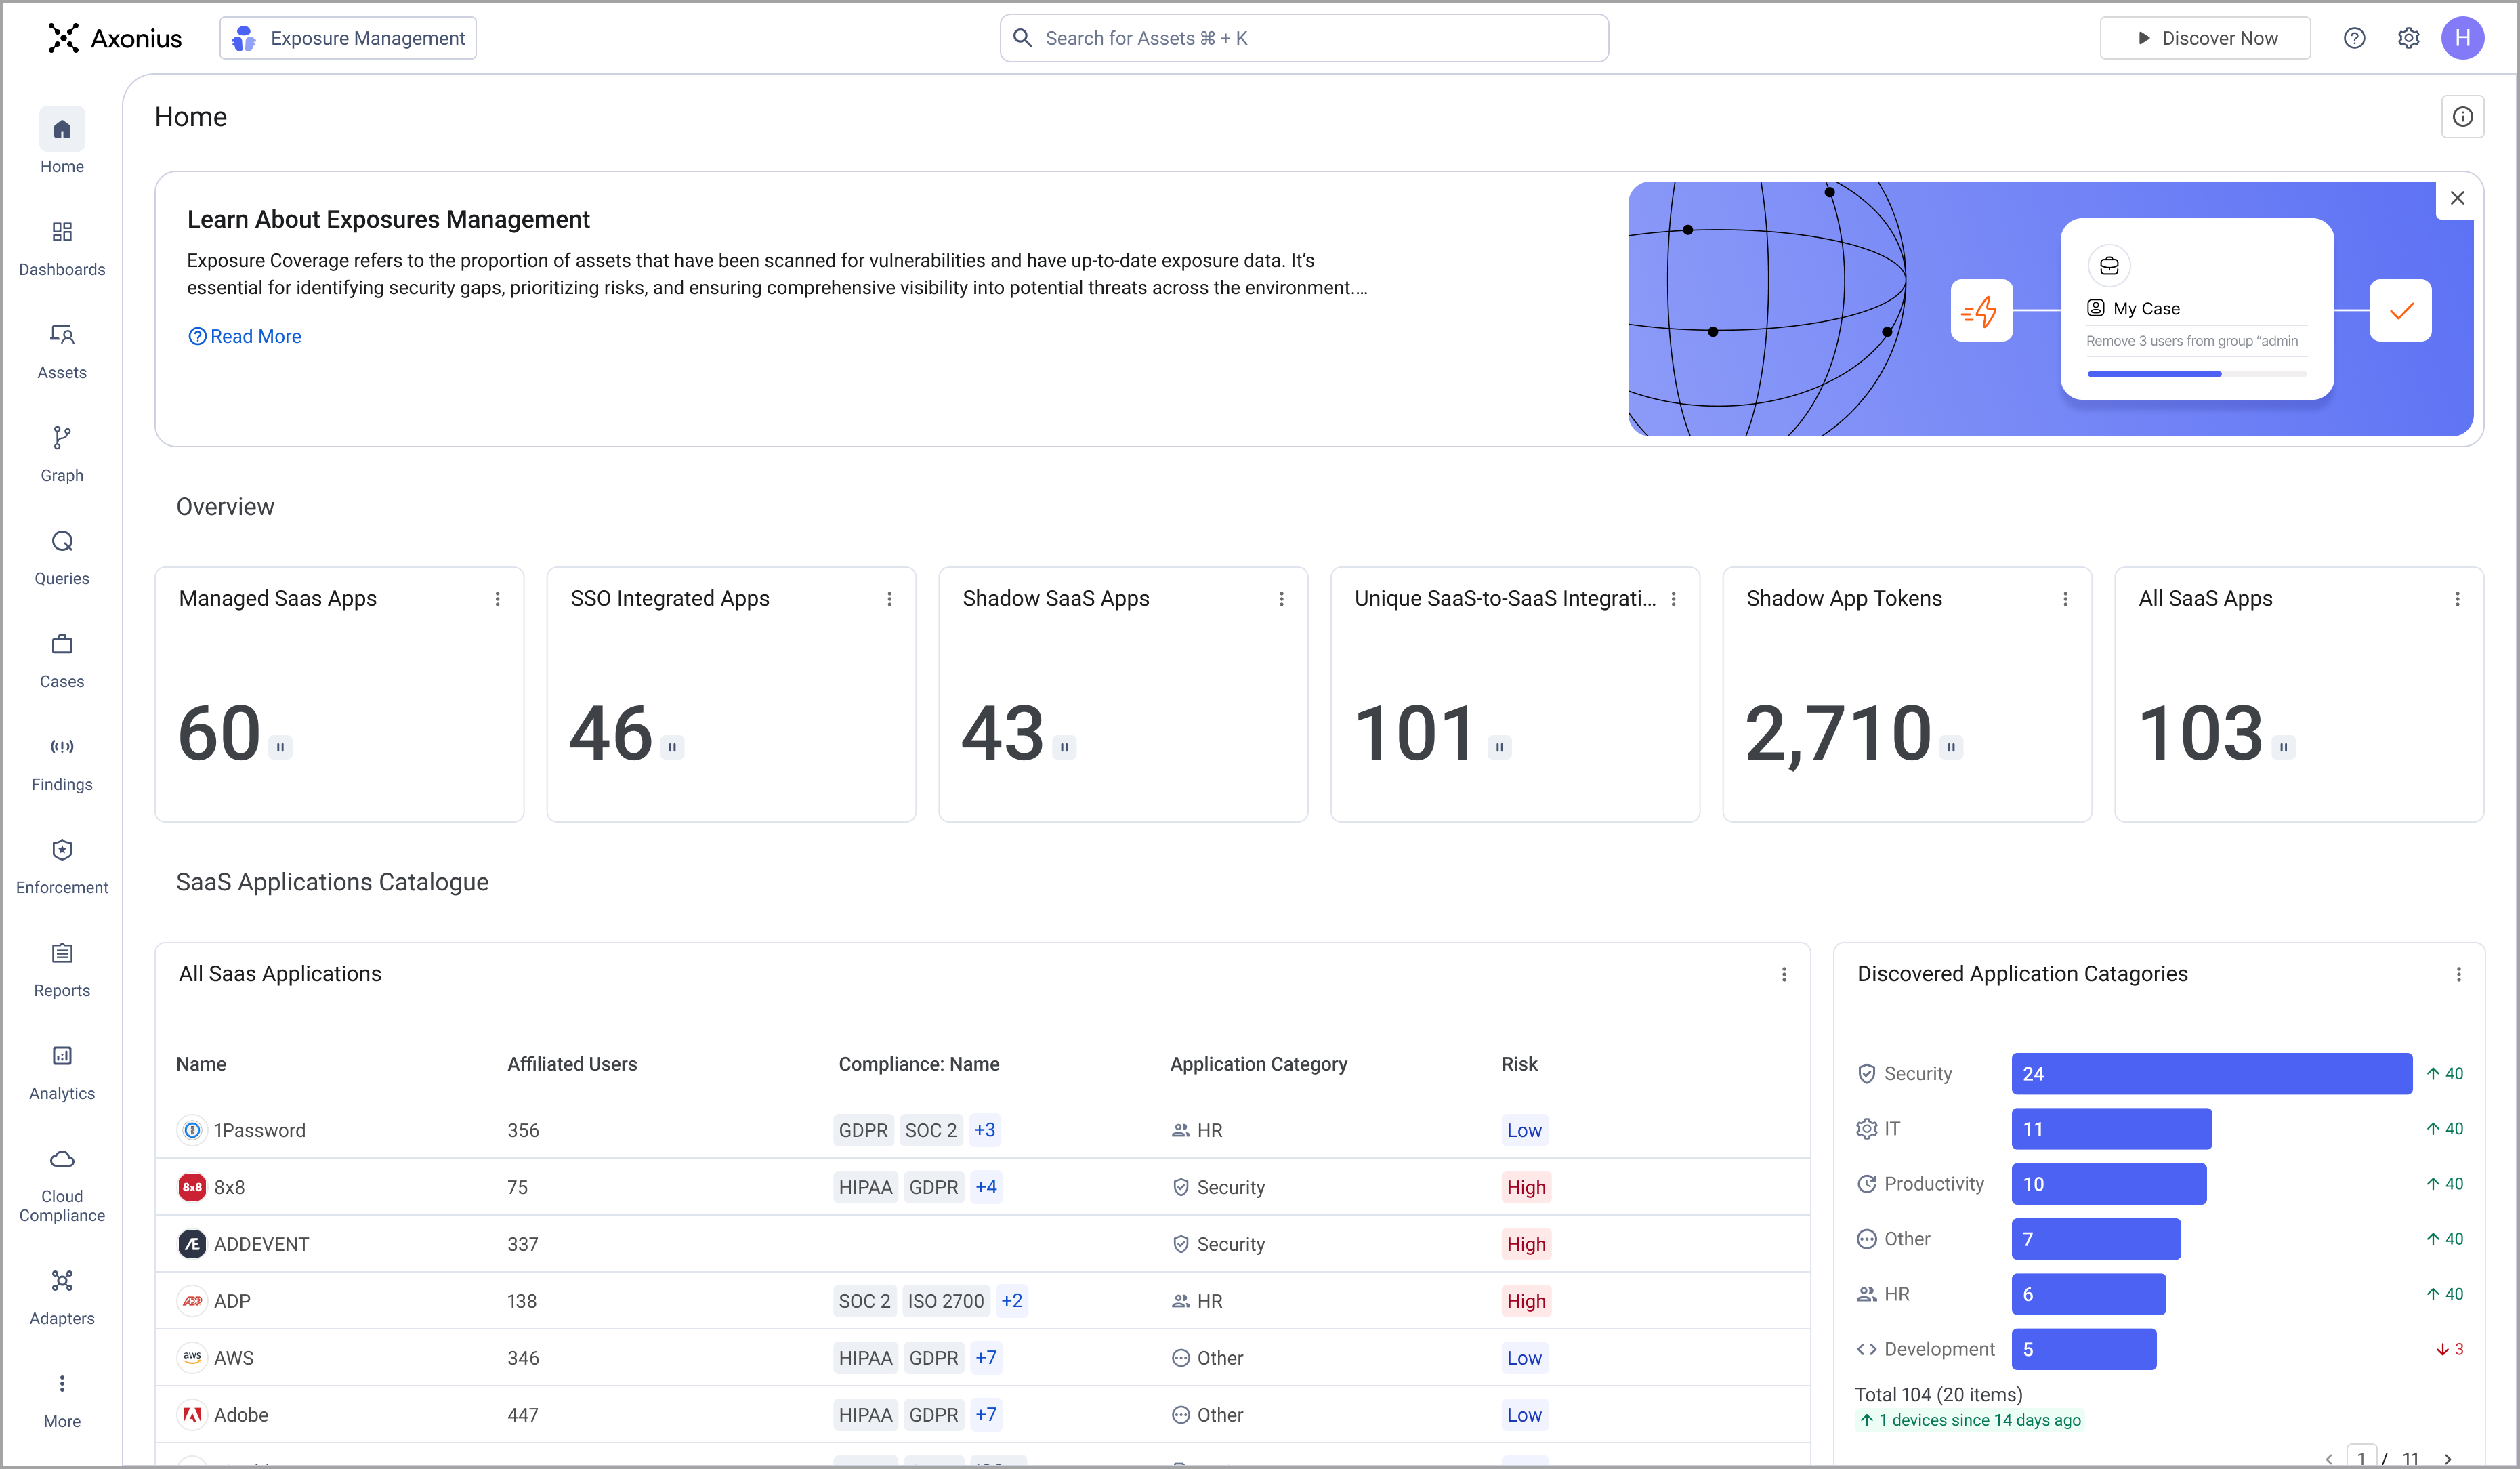 Axonius
Exposure Management
Search for Assets ⌘ + K
Discover Now
H
Home
Dashboards
Assets
Graph
Queries
Cases
Findings
Enforcement
Reports
Analytics
Cloud
Compliance
Adapters
More
Home
Learn About Exposures Management
Exposure Coverage refers to the proportion of assets that have been scanned for vulnerabilities and have up-to-date exposure data. It's
essential for identifying security gaps, prioritizing risks, and ensuring comprehensive visibility into potential threats across the environment....
Read More
My Case
Remove 3 users from group "admin
Overview
Managed Saas Apps
60
SSO Integrated Apps
46
Shadow SaaS Apps
43
Unique SaaS-to-SaaS Integrati...
101
Shadow App Tokens
2,710
All SaaS Apps
103
SaaS Applications Catalogue
All Saas Applications
Name Affiliated Users Compliance: Name Application Category Risk
1Password 356 GDPR SOC 2 +3 HR Low
8x8 8x8 75 HIPAA GDPR +4 Security High
Æ ADDEVENT 337 Security High
ADP ADP 138 SOC 2 ISO 2700 +2 HR High
aws AWS 346 HIPAA GDPR +7 Other Low
Adobe 447 HIPAA GDPR +7 Other Low
Discovered Application Catagories
Security 24 ↑ 40
IT 11 ↑ 40
Productivity 10 ↑ 40
Other 7 ↑ 40
HR 6 ↑ 40
Development 5 ↓ 3
Total 104 (20 items)
↑ 1 devices since 14 days ago
< 1 / 11 >